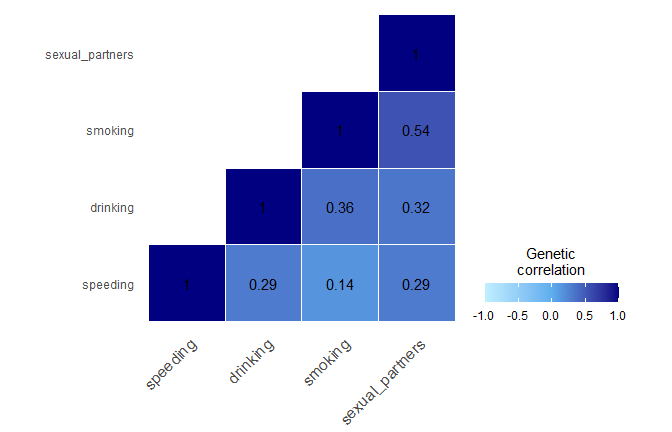 sexual_partners
1
smoking
1
0.54
drinking
1
0.36
0.32
speeding
1
0.29
0.14
0.29
speeding
drinking
smoking
sexual_partners
Genetic
correlation
-1.0 -0.5 0.0 0.5 1.0